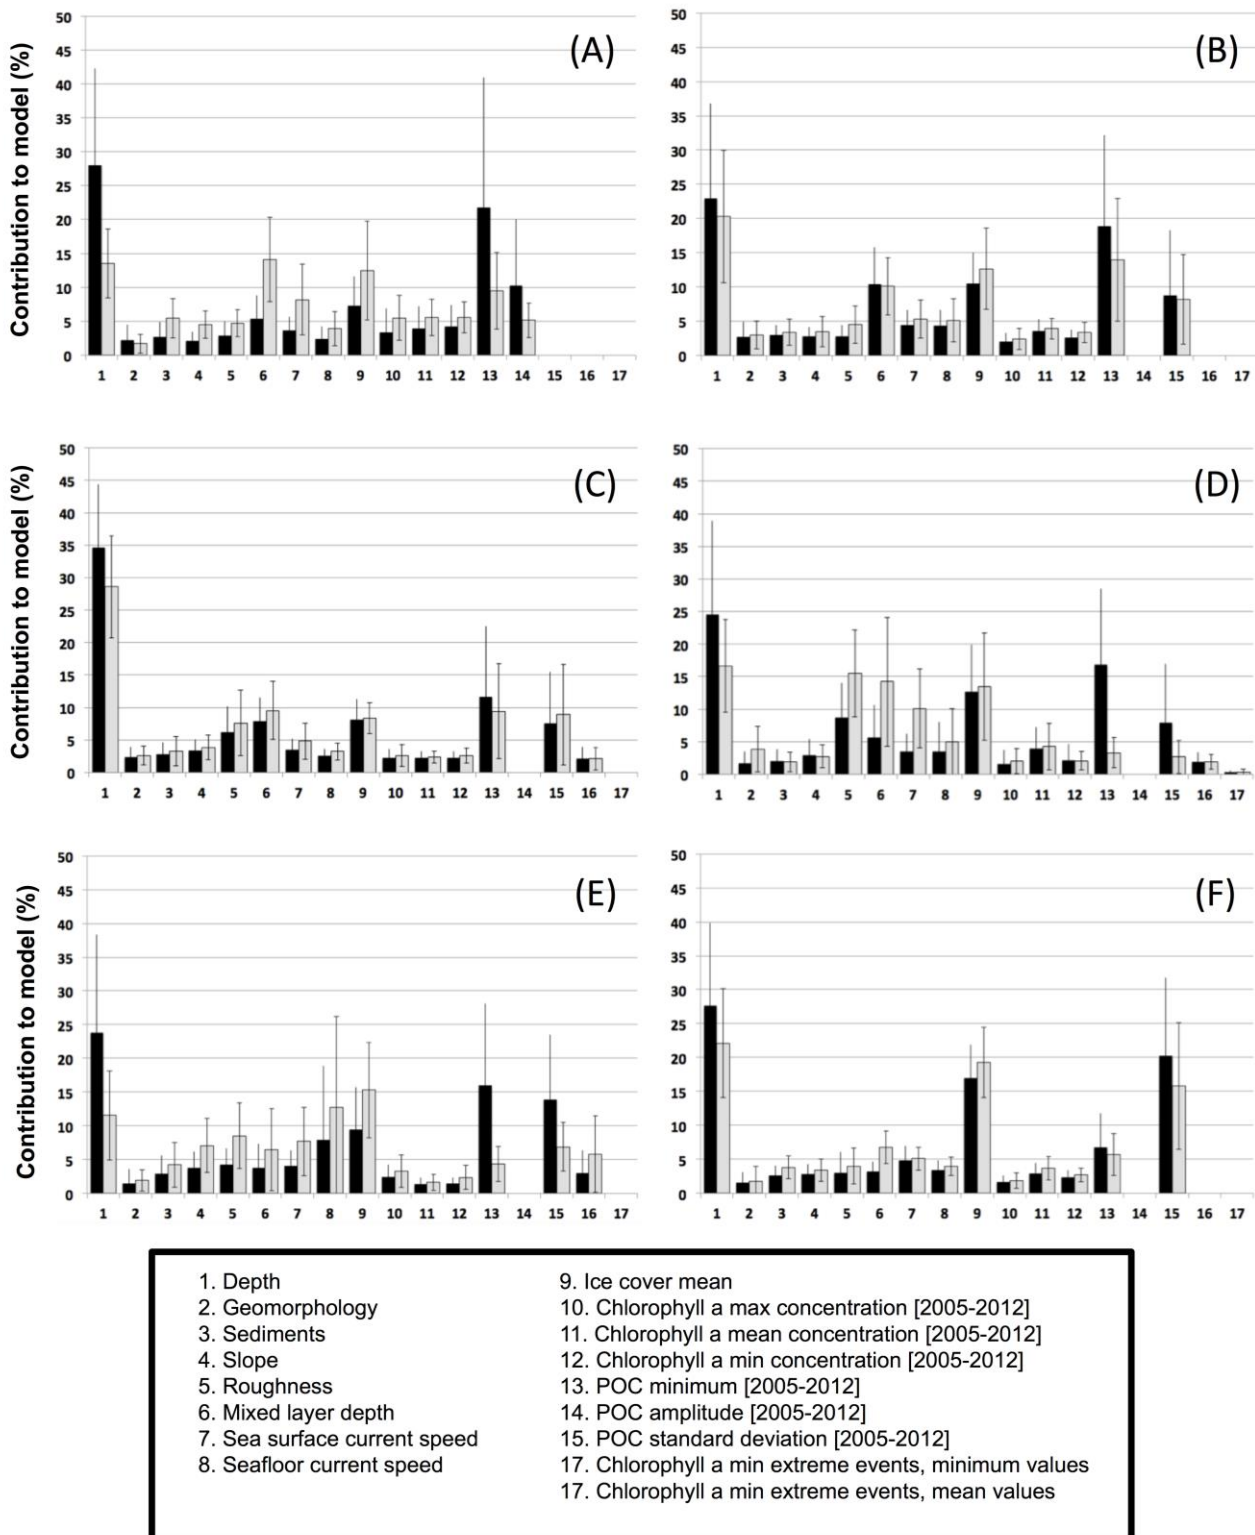 (A)
Contribution to model (%)
50
45
40
35
30
25
20
15
10
5
0
1 2 3 4 5 6 7 8 9 10 11 12 13 14 15 16 17
(B)
50
45
40
35
30
25
20
15
10
5
0
1 2 3 4 5 6 7 8 9 10 11 12 13 14 15 16 17
(C)
Contribution to model (%)
50
45
40
35
30
25
20
15
10
5
0
1 2 3 4 5 6 7 8 9 10 11 12 13 14 15 16 17
(D)
50
45
40
35
30
25
20
15
10
5
0
1 2 3 4 5 6 7 8 9 10 11 12 13 14 15 16 17
(E)
Contribution to model (%)
50
45
40
35
30
25
20
15
10
5
0
1 2 3 4 5 6 7 8 9 10 11 12 13 14 15 16 17
(F)
50
45
40
35
30
25
20
15
10
5
0
1 2 3 4 5 6 7 8 9 10 11 12 13 14 15 16 17
1. Depth
2. Geomorphology
3. Sediments
4. Slope
5. Roughness
6. Mixed layer depth
7. Sea surface current speed
8. Seafloor current speed
9. Ice cover mean
10. Chlorophyll a max concentration [2005-2012]
11. Chlorophyll a mean concentration [2005-2012]
12. Chlorophyll a min concentration [2005-2012]
13. POC minimum [2005-2012]
14. POC amplitude [2005-2012]
15. POC standard deviation [2005-2012]
17. Chlorophyll a min extreme events, minimum values
17. Chlorophyll a min extreme events, mean values